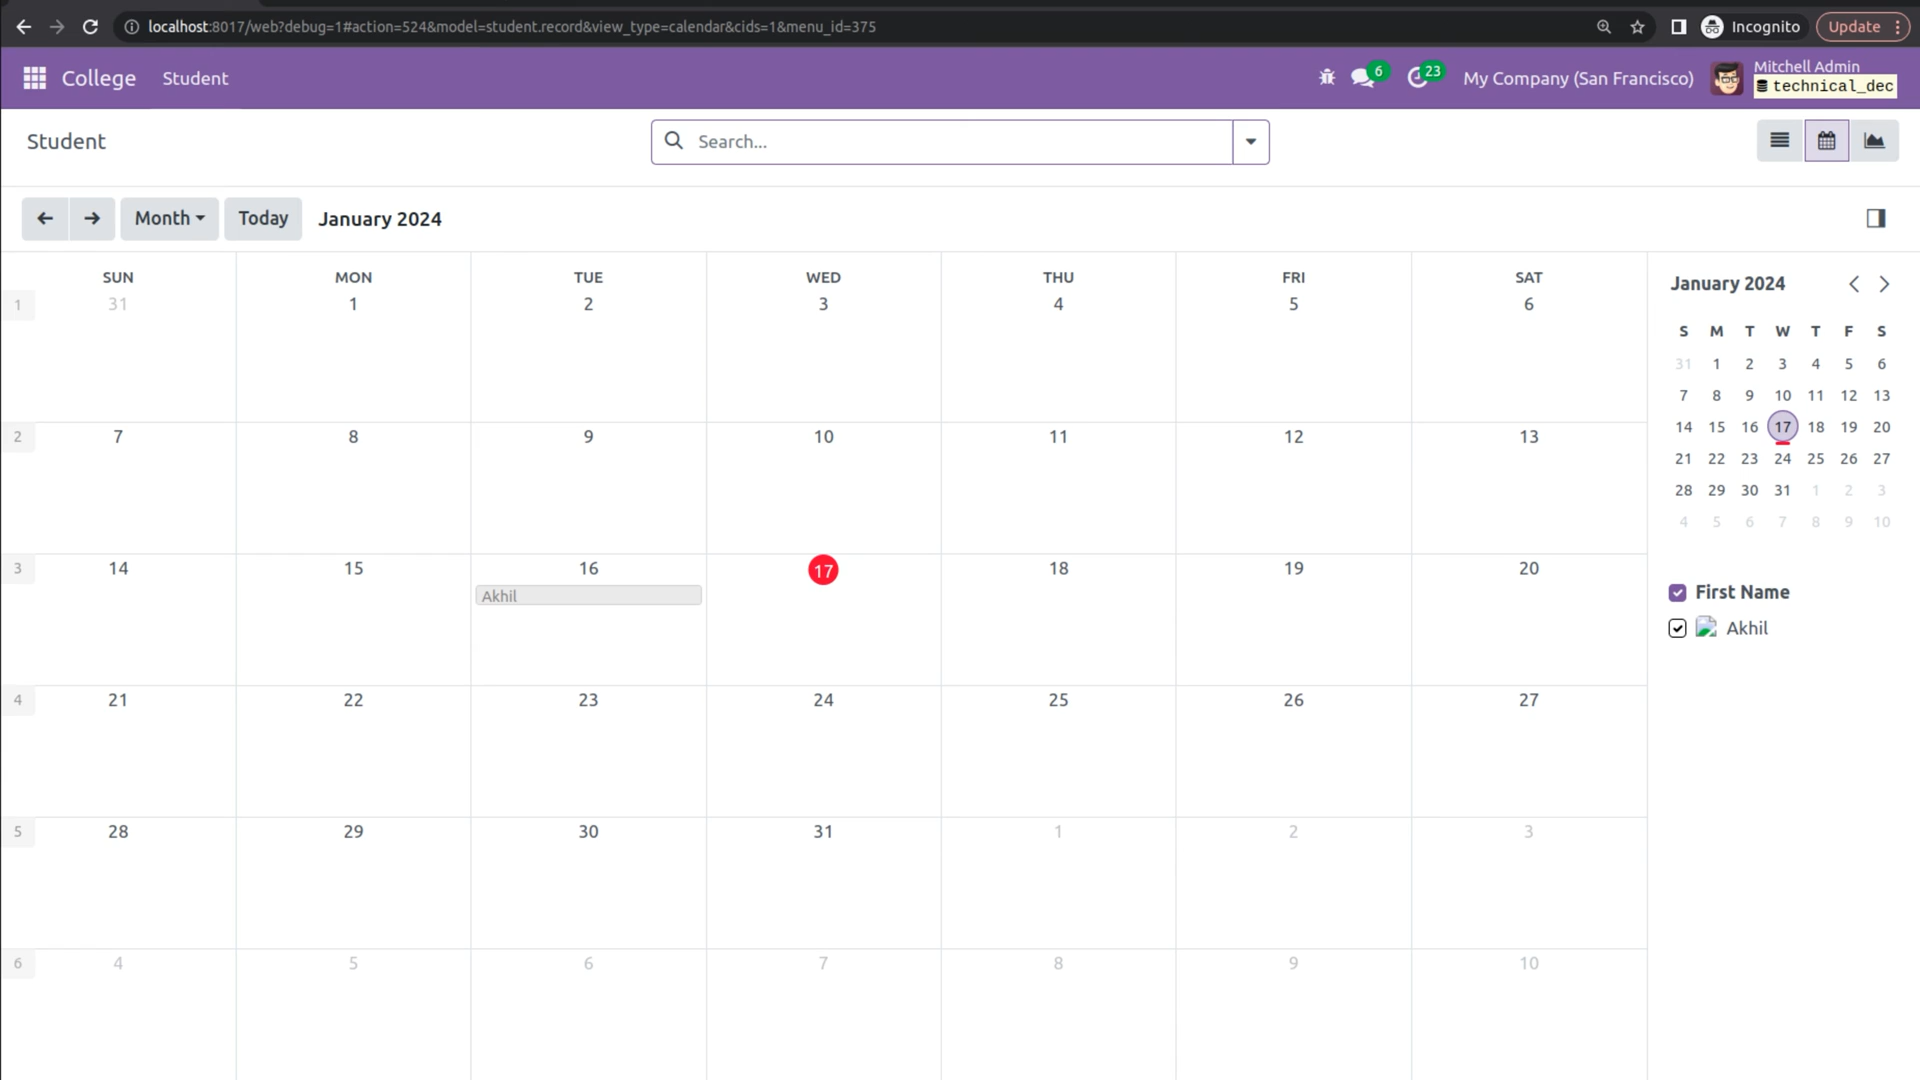 localhost:8017/web?debug=1#action=524&model=student.record&view_type=calendar&cids=1&menu_id=375
Incognito
Update
College
Student
6
23
My Company (San Francisco)
Mitchell Admin
technical_dec
Student
Search...
Month
Today
January 2024
SUN MON TUE WED THU FRI SAT
1 31 1 2 3 4 5 6
2 7 8 9 10 11 12 13
3 14 15 16 17 18 19 20
Akhil
4 21 22 23 24 25 26 27
5 28 29 30 31 1 2 3
6 4 5 6 7 8 9 10
January 2024
S M T W T F S
31 1 2 3 4 5 6
7 8 9 10 11 12 13
14 15 16 17 18 19 20
21 22 23 24 25 26 27
28 29 30 31 1 2 3
4 5 6 7 8 9 10
First Name
Akhil